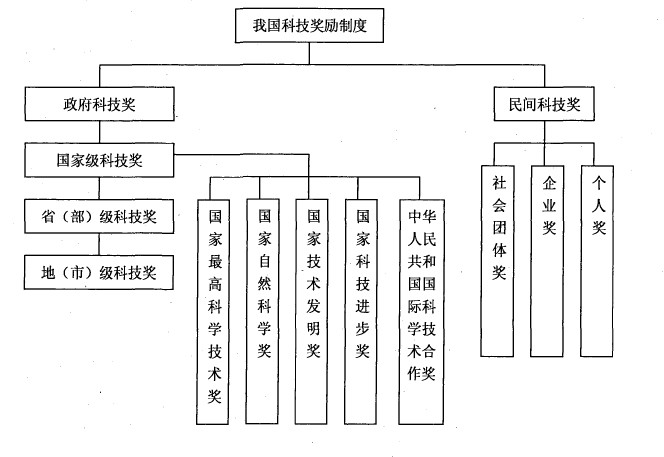 我国科技奖励制度
政府科技奖
民间科技奖
国家级科技奖
省（部）级科技奖
地（市）级科技奖
国家最高科学技术奖
国家自然科学奖
国家技术发明奖
国家科技进步奖
中华人民共和国国际科学技术合作奖
社会团体奖
企业奖
个人奖